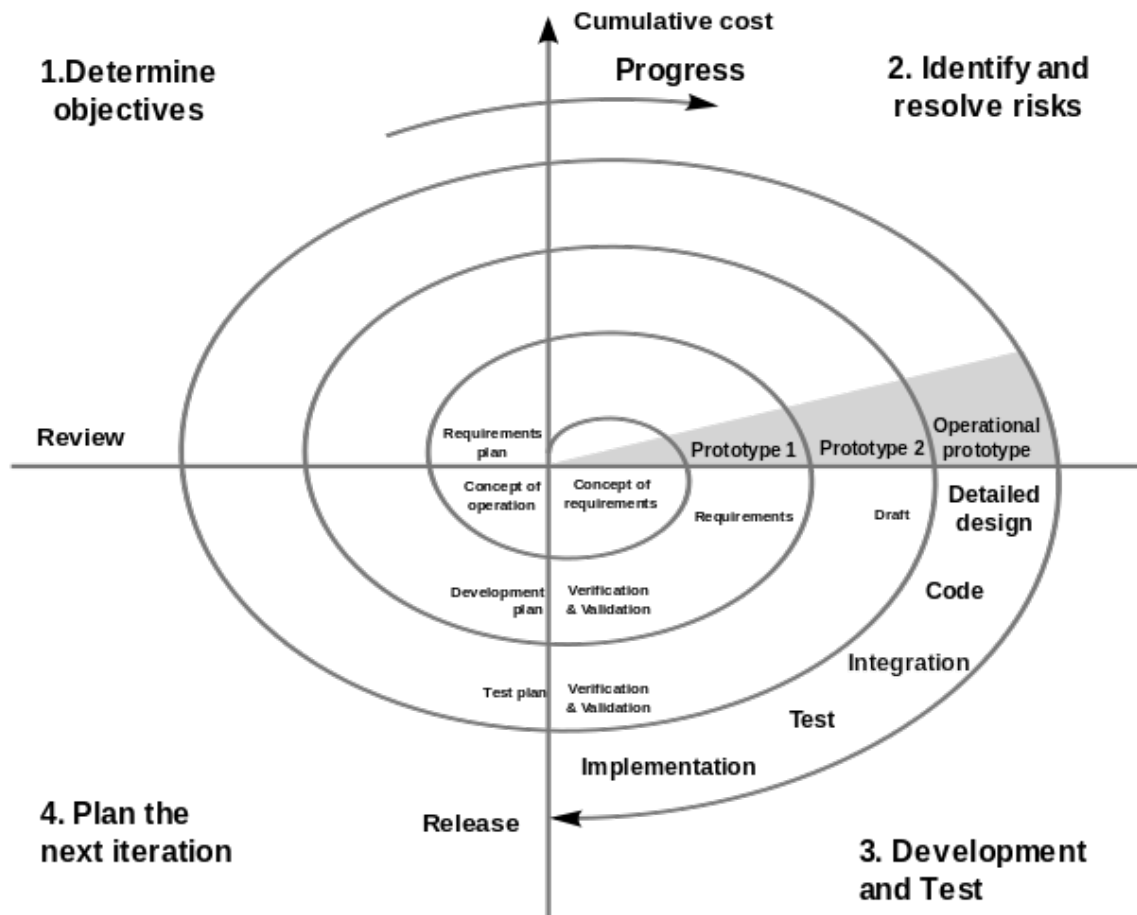 Cumulative cost
Progress
1.Determine
objectives
2. Identify and
resolve risks
Review
Requirements
plan
Prototype 1
Prototype 2
Operational
prototype
Concept of
operation
Concept of
requirements
Requirements
Draft
Detailed
design
Development
plan
Verification
& Validation
Code
Integration
Test plan
Verification
& Validation
Test
Implementation
Release
4. Plan the
next iteration
3. Development
and Test